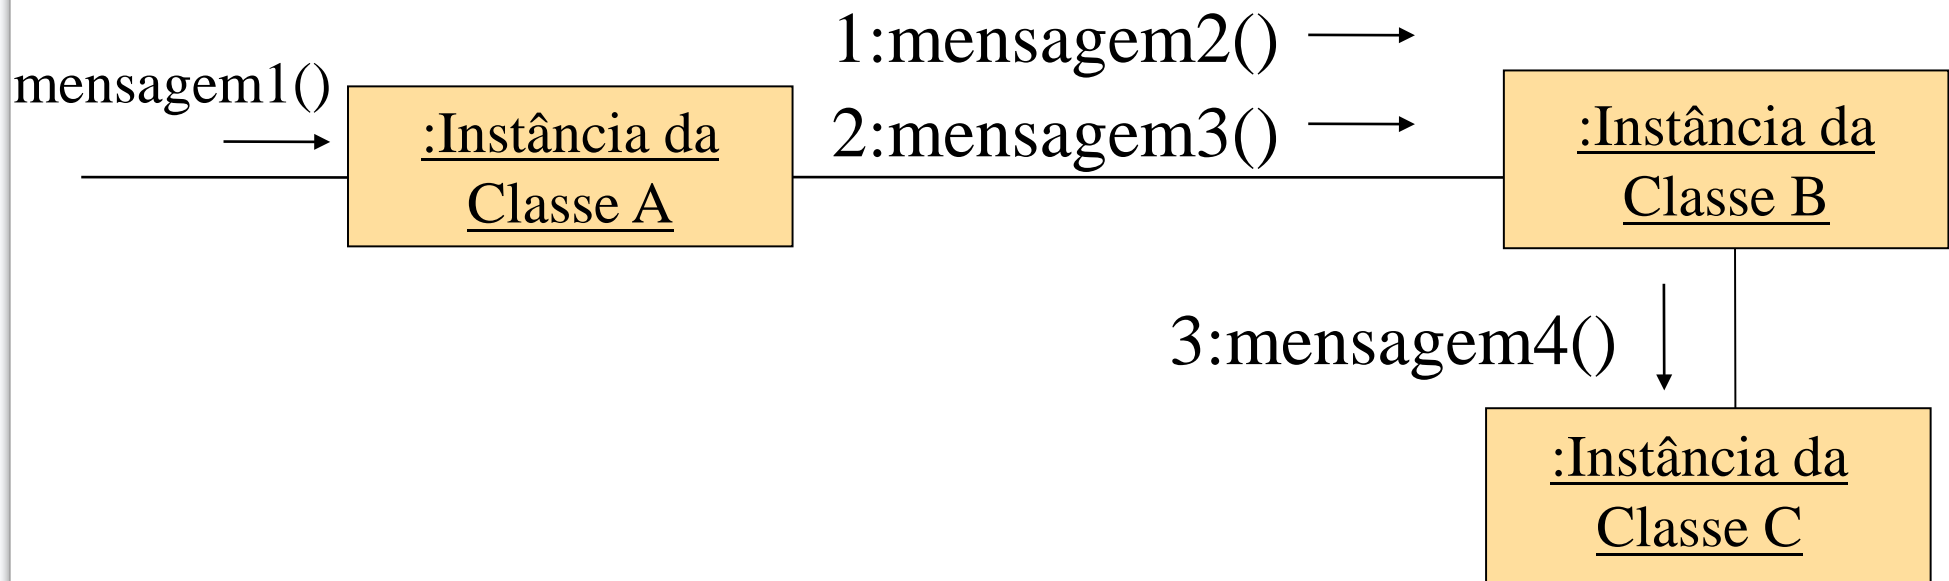 1:mensagem2()
mensagem1()
:Instância da
Classe A
2:mensagem3()
:Instância da
Classe B
3:mensagem4()
:Instância da
Classe C